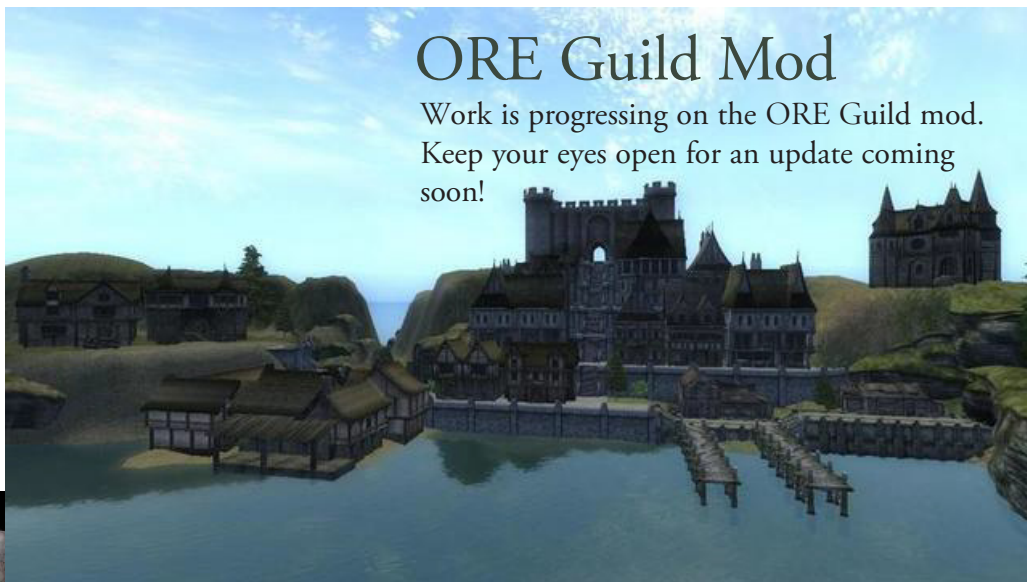 ORE Guild Mod
Work is progressing on the ORE Guild mod.
Keep your eyes open for an update coming
soon!